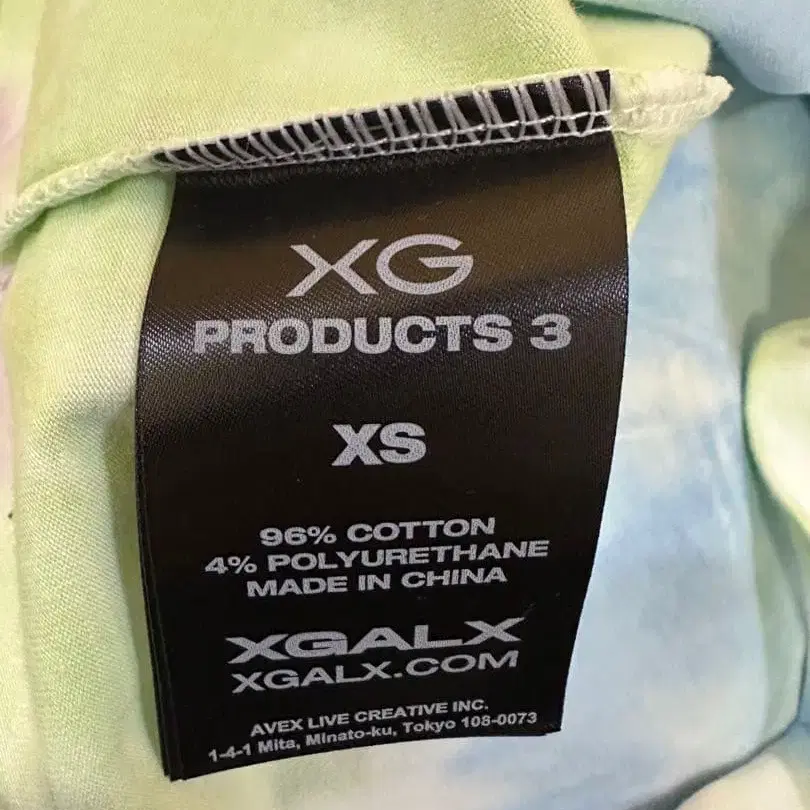 XG
PRODUCTS 3
XS
96% COTTON
4% POLYURETHANE
MADE IN CHINA
XGALX
XGALX.COM
AVEX LIVE CREATIVE INC.
1-4-1 Mita, Minato-ku, Tokyo 108-0073